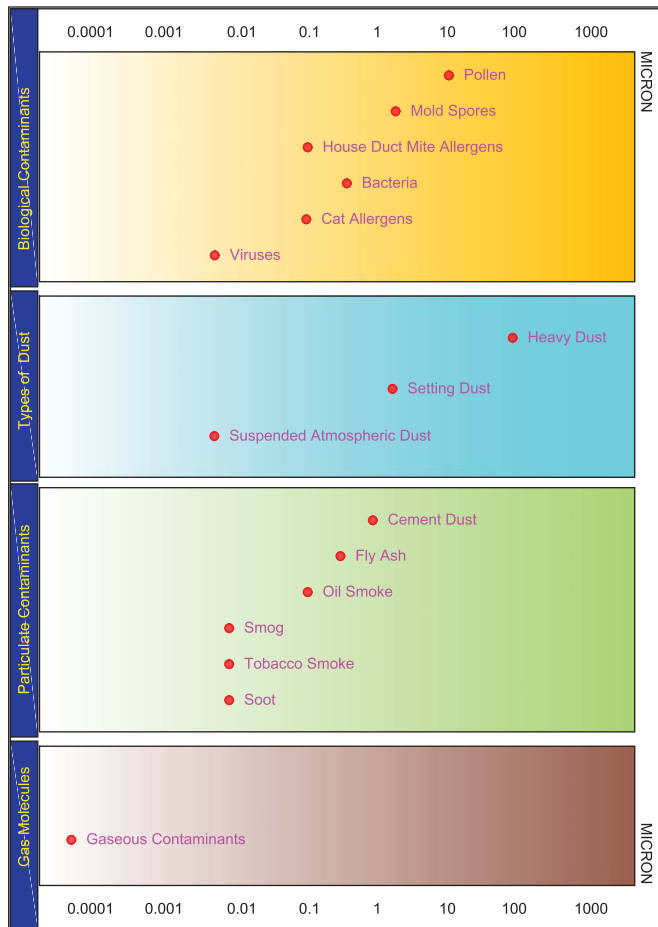 0.0001 0.001 0.01 0.1 1 10 100 1000
MICRON
Biological Contaminants
Pollen
Mold Spores
House Duct Mite Allergens
Bacteria
Cat Allergens
Viruses
Types of Dust
Heavy Dust
Setting Dust
Suspended Atmospheric Dust
Particulate Contaminants
Cement Dust
Fly Ash
Oil Smoke
Smog
Tobacco Smoke
Soot
Gas Molecules
Gaseous Contaminants
MICRON
0.0001 0.001 0.01 0.1 1 10 100 1000